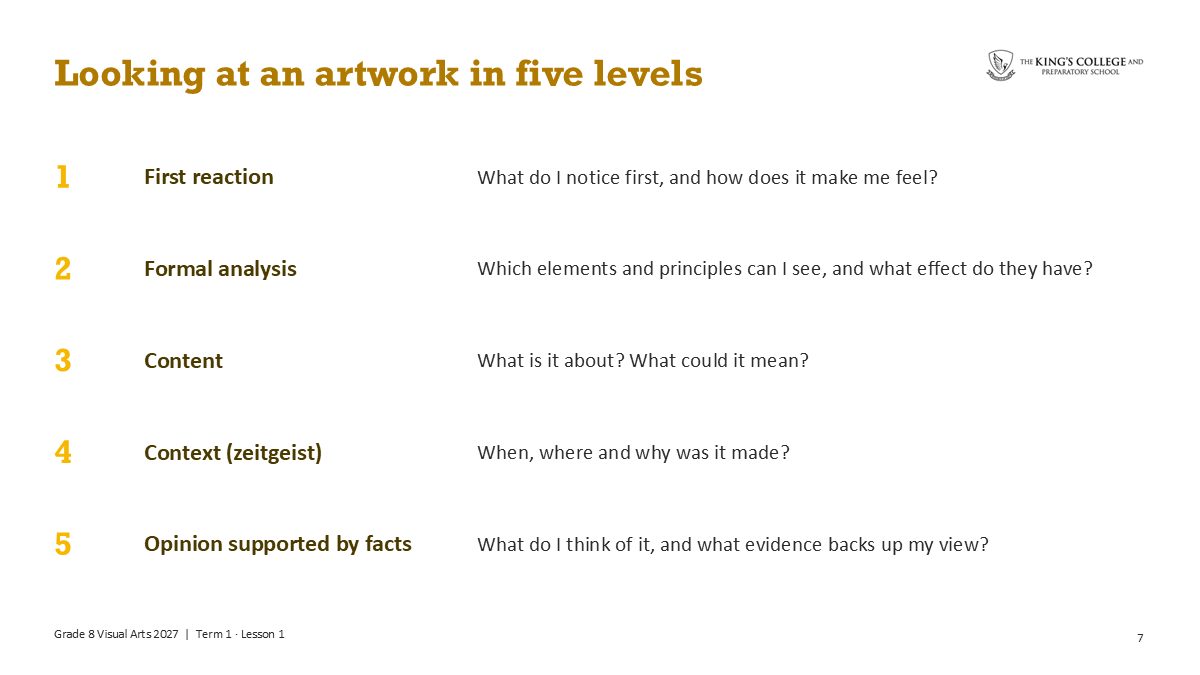 Looking at an artwork in five levels
THE KING'S COLLEGE AND
PREPARATORY SCHOOL
1 First reaction What do I notice first, and how does it make me feel?
2 Formal analysis Which elements and principles can I see, and what effect do they have?
3 Content What is it about? What could it mean?
4 Context (zeitgeist) When, where and why was it made?
5 Opinion supported by facts What do I think of it, and what evidence backs up my view?
Grade 8 Visual Arts 2027 | Term 1 · Lesson 1
7